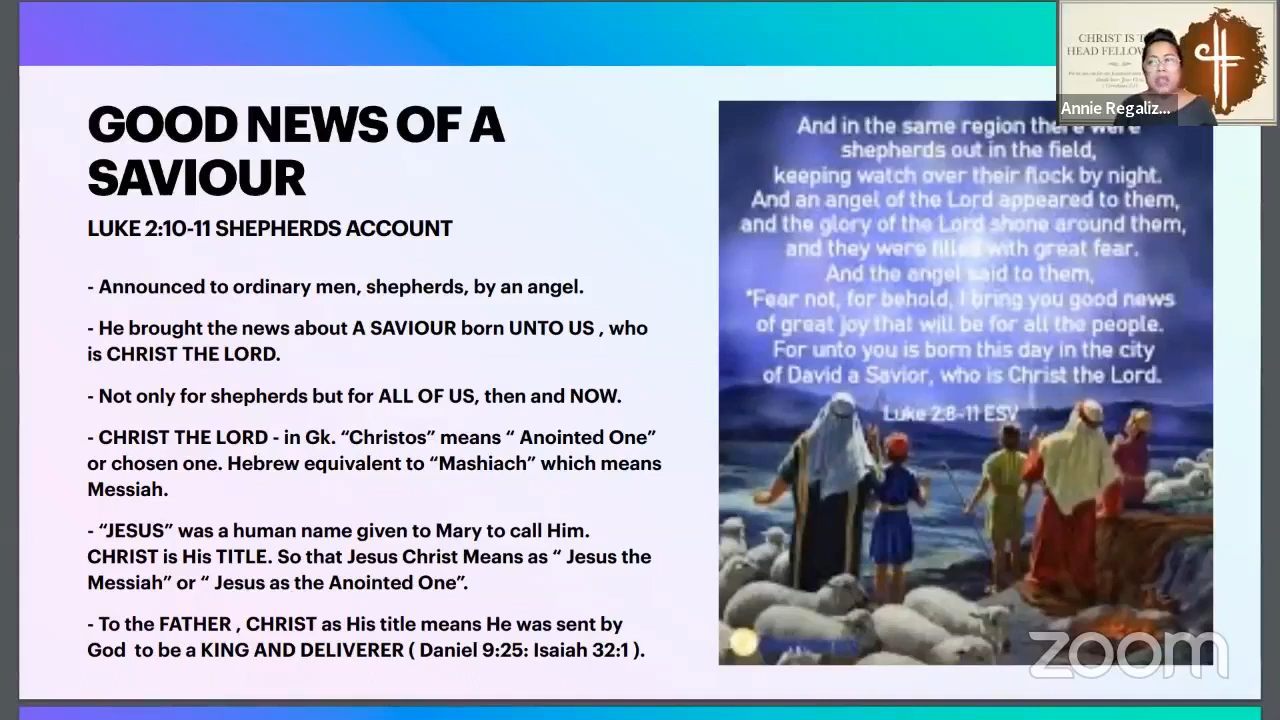 GOOD NEWS OF A
SAVIOUR
LUKE 2:10-11 SHEPHERDS ACCOUNT
- Announced to ordinary men, shepherds, by an angel.
- He brought the news about A SAVIOUR born UNTO US , who
is CHRIST THE LORD.
- Not only for shepherds but for ALL OF US, then and NOW.
- CHRIST THE LORD - in Gk. “Christos” means “ Anointed One”
or chosen one. Hebrew equivalent to “Mashiach” which means
Messiah.
- “JESUS” was a human name given to Mary to call Him.
CHRIST is His TITLE. So that Jesus Christ Means as “ Jesus the
Messiah” or “ Jesus as the Anointed One”.
- To the FATHER , CHRIST as His title means He was sent by
God to be a KING AND DELIVERER ( Daniel 9:25: Isaiah 32:1 ).
And in the same region there were
shepherds out in the field,
keeping watch over their flock by night.
And an angel of the Lord appeared to them,
and the glory of the Lord shone around them,
and they were filled with great fear.
And the angel said to them,
"Fear not, for behold, I bring you good news
of great joy that will be for all the people.
For unto you is born this day in the city
of David a Savior, who is Christ the Lord.
Luke 2:8-11 ESV
CHRIST IS
HEAD
Annie Regaliz...
zoom